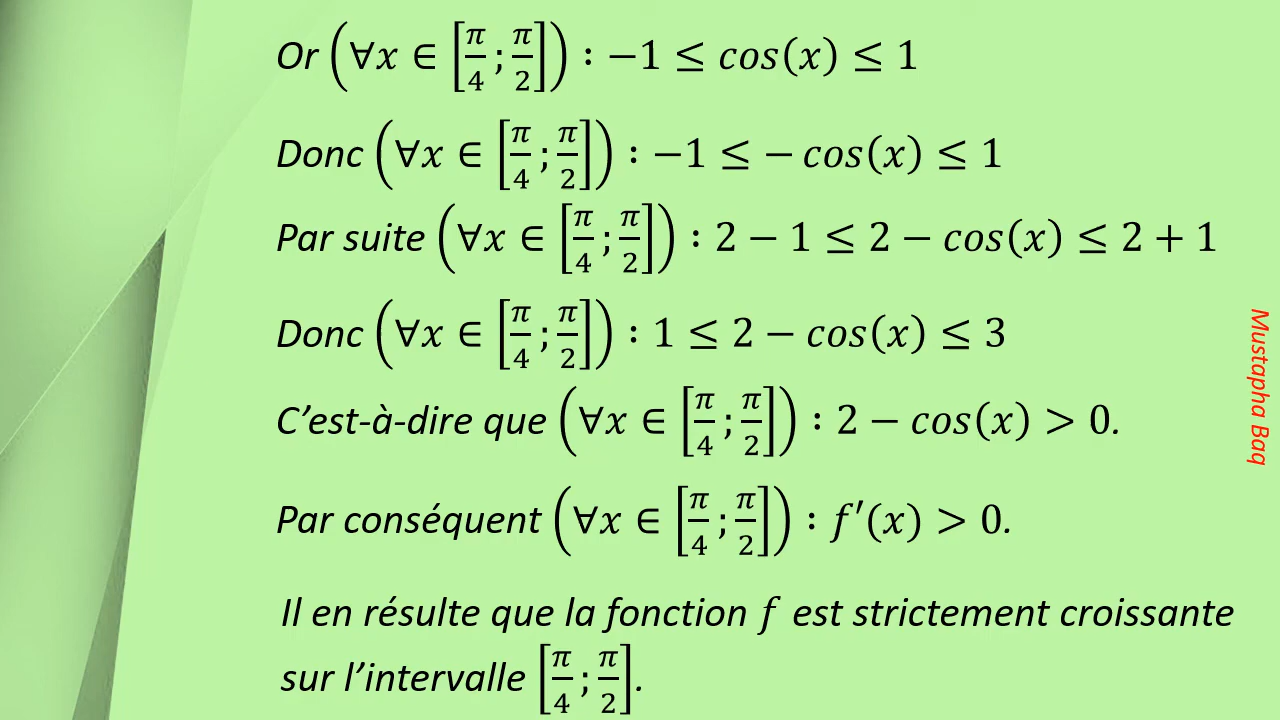 Or (∀x ∈ [π/4 ; π/2]) : −1 ≤ cos(x) ≤ 1
Donc (∀x ∈ [π/4 ; π/2]) : −1 ≤ − cos(x) ≤ 1
Par suite (∀x ∈ [π/4 ; π/2]) : 2 − 1 ≤ 2 − cos(x) ≤ 2 + 1
Donc (∀x ∈ [π/4 ; π/2]) : 1 ≤ 2 − cos(x) ≤ 3
C’est-à-dire que (∀x ∈ [π/4 ; π/2]) : 2 − cos(x) > 0.
Par conséquent (∀x ∈ [π/4 ; π/2]) : f′(x) > 0.
Il en résulte que la fonction f est strictement croissante
sur l’intervalle [π/4 ; π/2].
Mustapha Baq